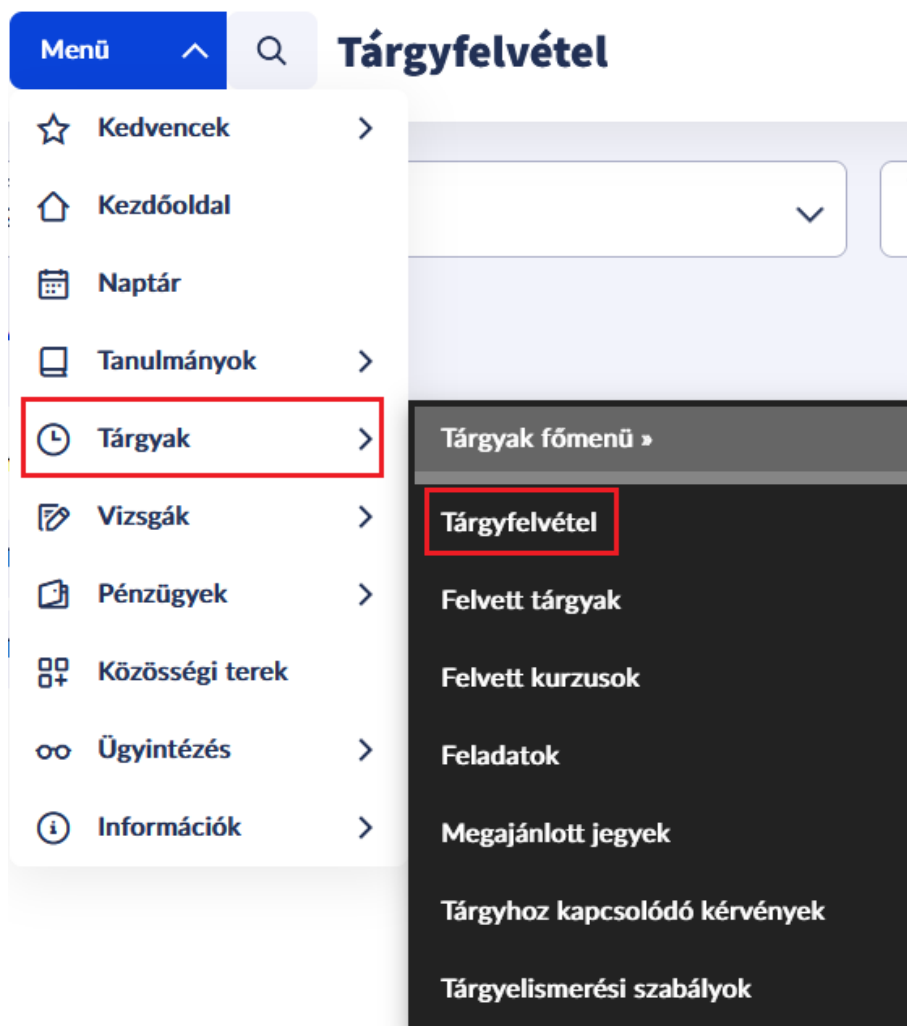 Menü
Tárgyfelvétel
Kedvencek
Kezdőoldal
Naptár
Tanulmányok
Tárgyak
Tárgyak főmenü »
Vizsgák
Tárgyfelvétel
Pénzügyek
Felvett tárgyak
Közösségi terek
Felvett kurzusok
Ügyintézés
Feladatok
Információk
Megajánlott jegyek
Tárgyhoz kapcsolódó kérvények
Tárgyelismerési szabályok